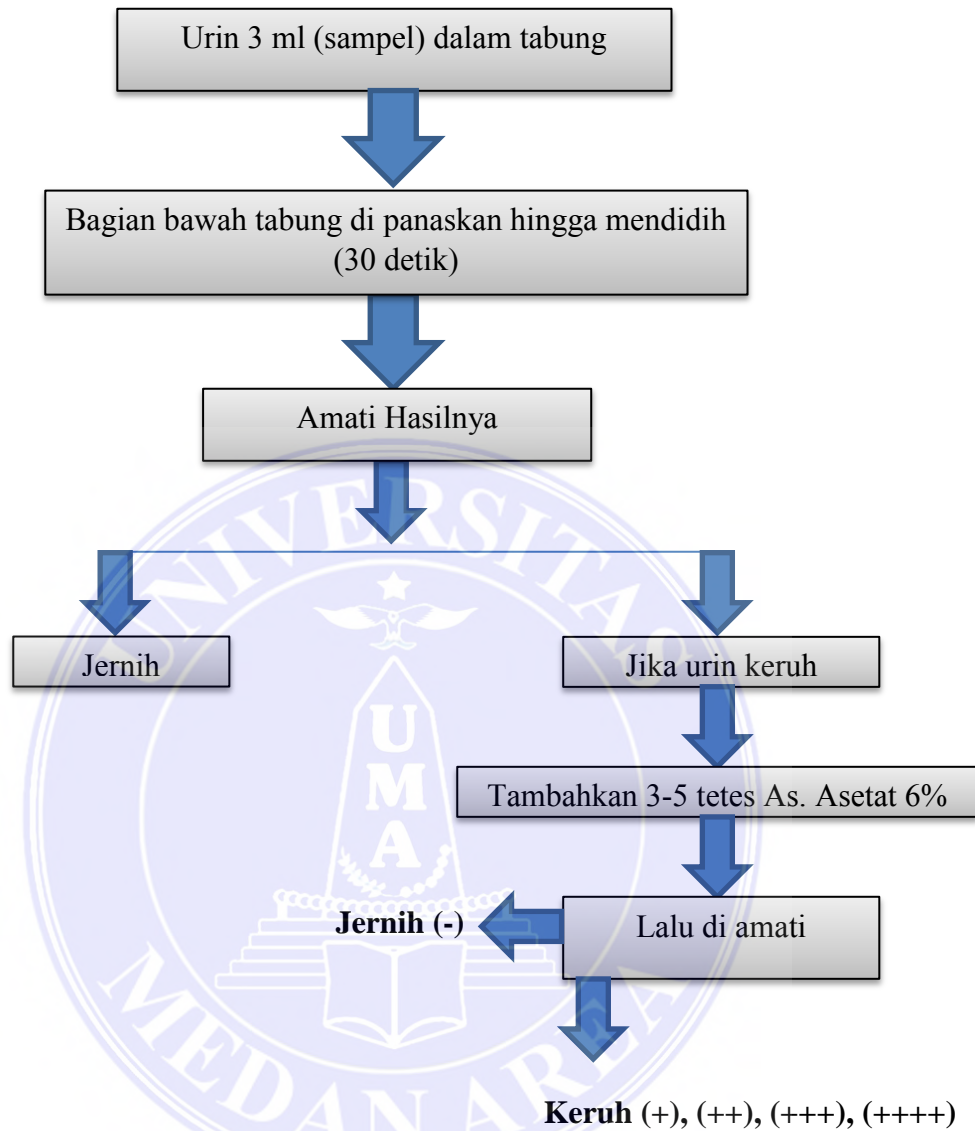 Urin 3 ml (sampel) dalam tabung
Bagian bawah tabung di panaskan hingga mendidih
(30 detik)
Amati Hasilnya
Jernih
Jika urin keruh
Tambahkan 3-5 tetes As. Asetat 6%
Lalu di amati
Jernih (-)
Keruh (+), (++), (+++), (++++)
UNIVERSITAS
UMA
MEDAN AREA